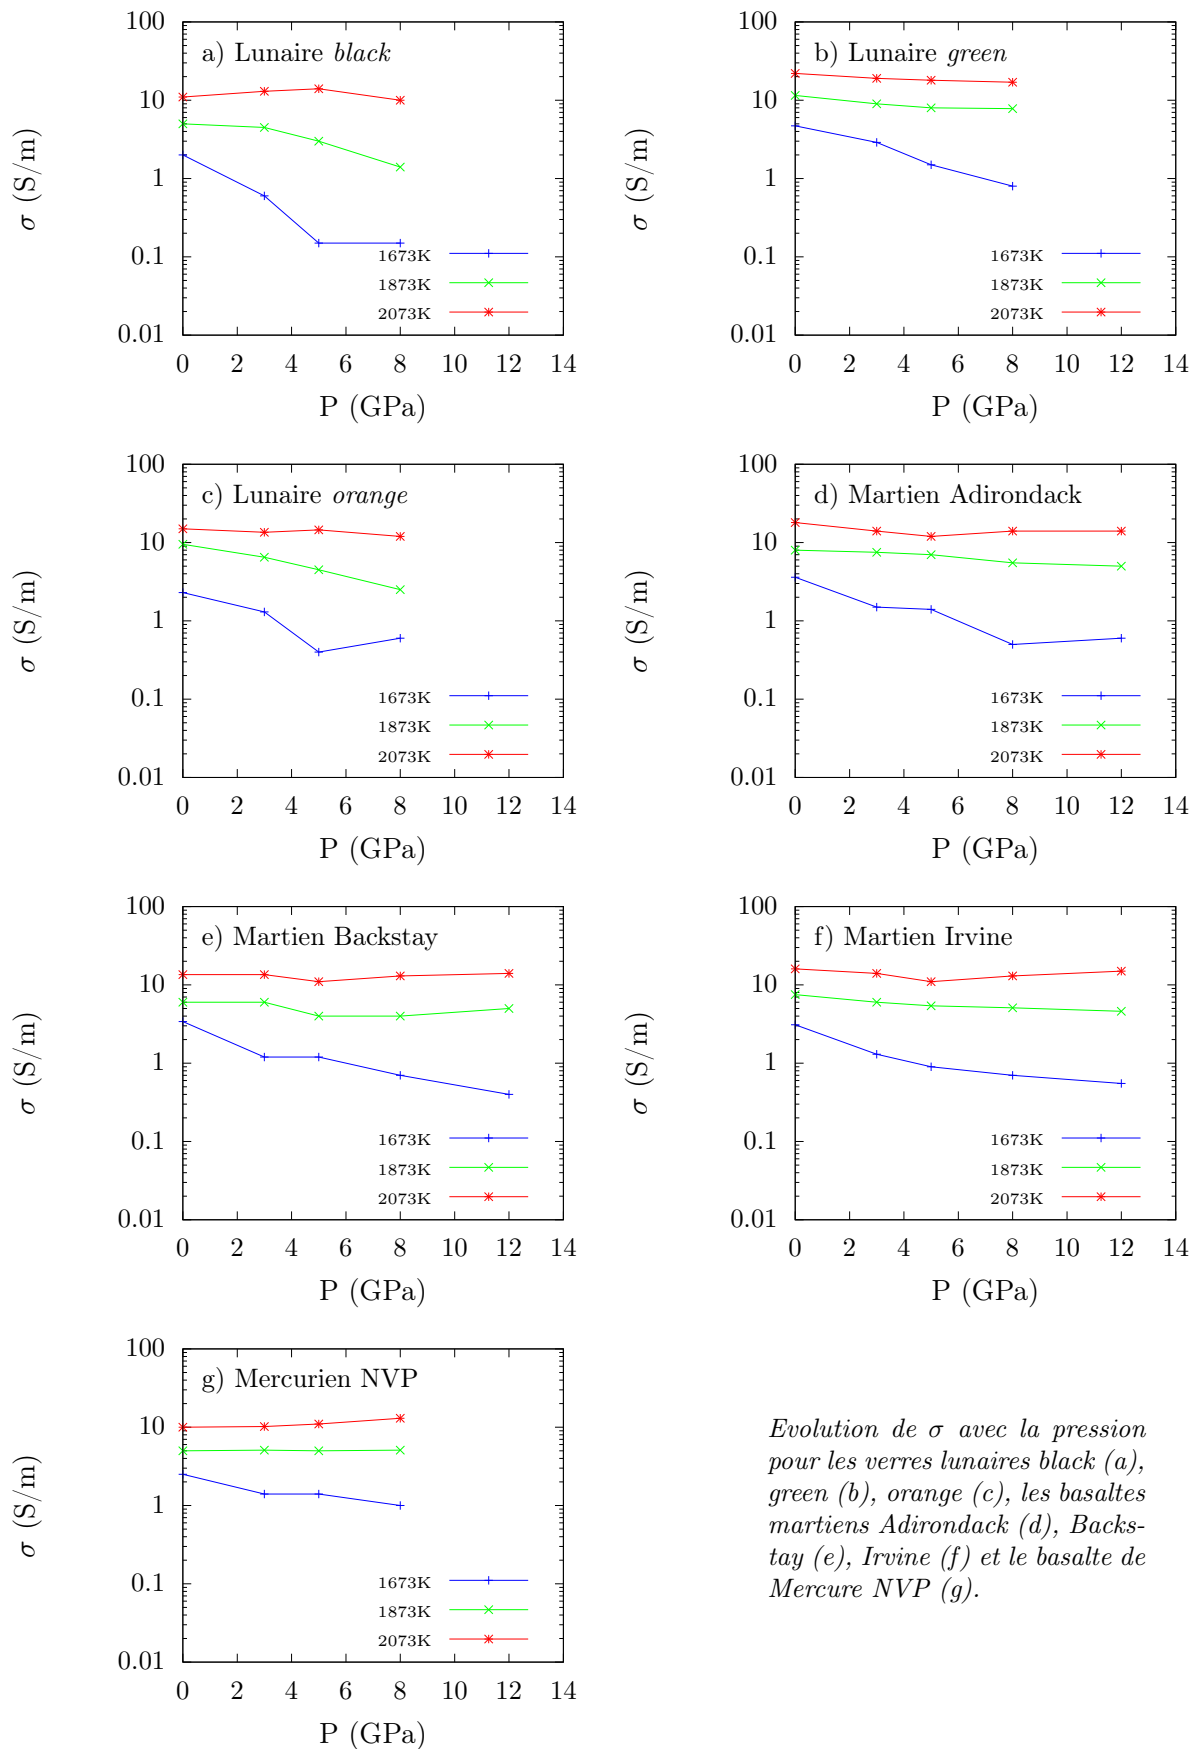 a) Lunaire black
100
10
1
0.1
0.01
σ (S/m)
1673K
1873K
2073K
0 2 4 6 8 10 12 14
P (GPa)
b) Lunaire green
100
10
1
0.1
0.01
σ (S/m)
1673K
1873K
2073K
0 2 4 6 8 10 12 14
P (GPa)
c) Lunaire orange
100
10
1
0.1
0.01
σ (S/m)
1673K
1873K
2073K
0 2 4 6 8 10 12 14
P (GPa)
d) Martien Adirondack
100
10
1
0.1
0.01
σ (S/m)
1673K
1873K
2073K
0 2 4 6 8 10 12 14
P (GPa)
e) Martien Backstay
100
10
1
0.1
0.01
σ (S/m)
1673K
1873K
2073K
0 2 4 6 8 10 12 14
P (GPa)
f) Martien Irvine
100
10
1
0.1
0.01
σ (S/m)
1673K
1873K
2073K
0 2 4 6 8 10 12 14
P (GPa)
g) Mercurien NVP
100
10
1
0.1
0.01
σ (S/m)
1673K
1873K
2073K
0 2 4 6 8 10 12 14
P (GPa)
Evolution de σ avec la pression
pour les verres lunaires black (a),
green (b), orange (c), les basaltes
martiens Adirondack (d), Backs-
tay (e), Irvine (f) et le basalte de
Mercure NVP (g).